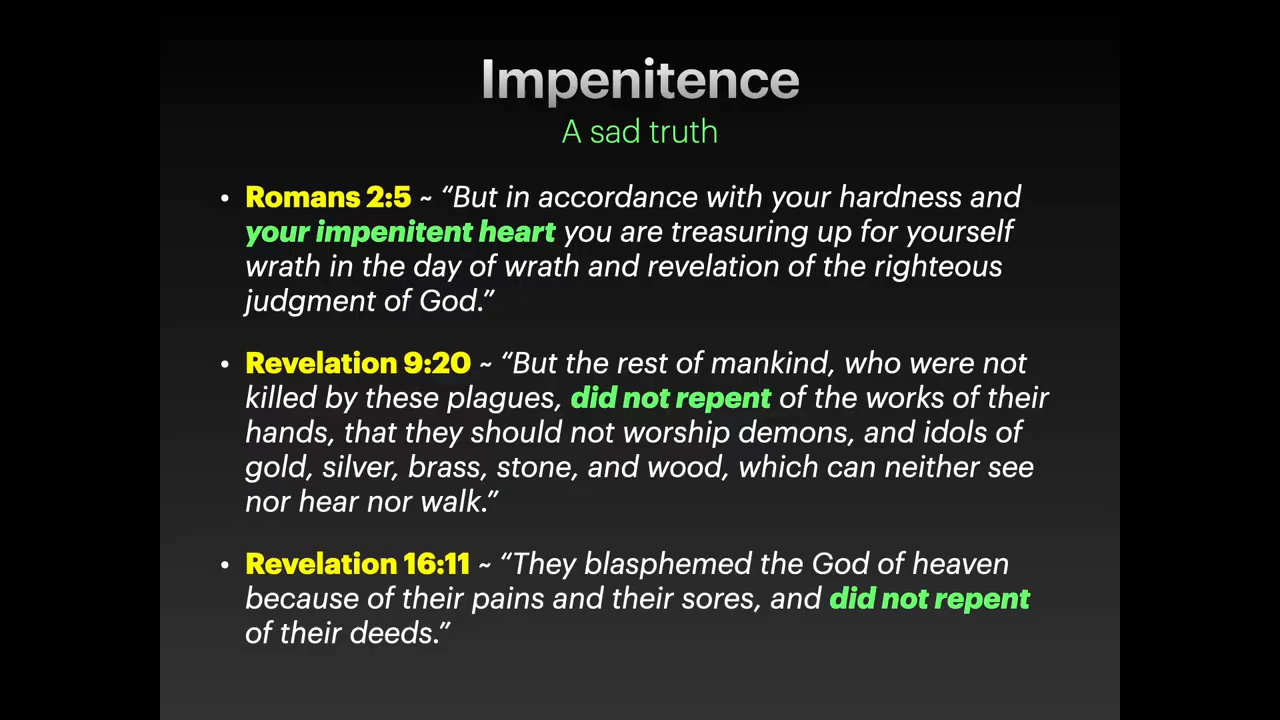 Impenitence
A sad truth
• Romans 2:5 ~ “But in accordance with your hardness and
your impenitent heart you are treasuring up for yourself
wrath in the day of wrath and revelation of the righteous
judgment of God.”
• Revelation 9:20 ~ “But the rest of mankind, who were not
killed by these plagues, did not repent of the works of their
hands, that they should not worship demons, and idols of
gold, silver, brass, stone, and wood, which can neither see
nor hear nor walk.”
• Revelation 16:11 ~ “They blasphemed the God of heaven
because of their pains and their sores, and did not repent
of their deeds.”